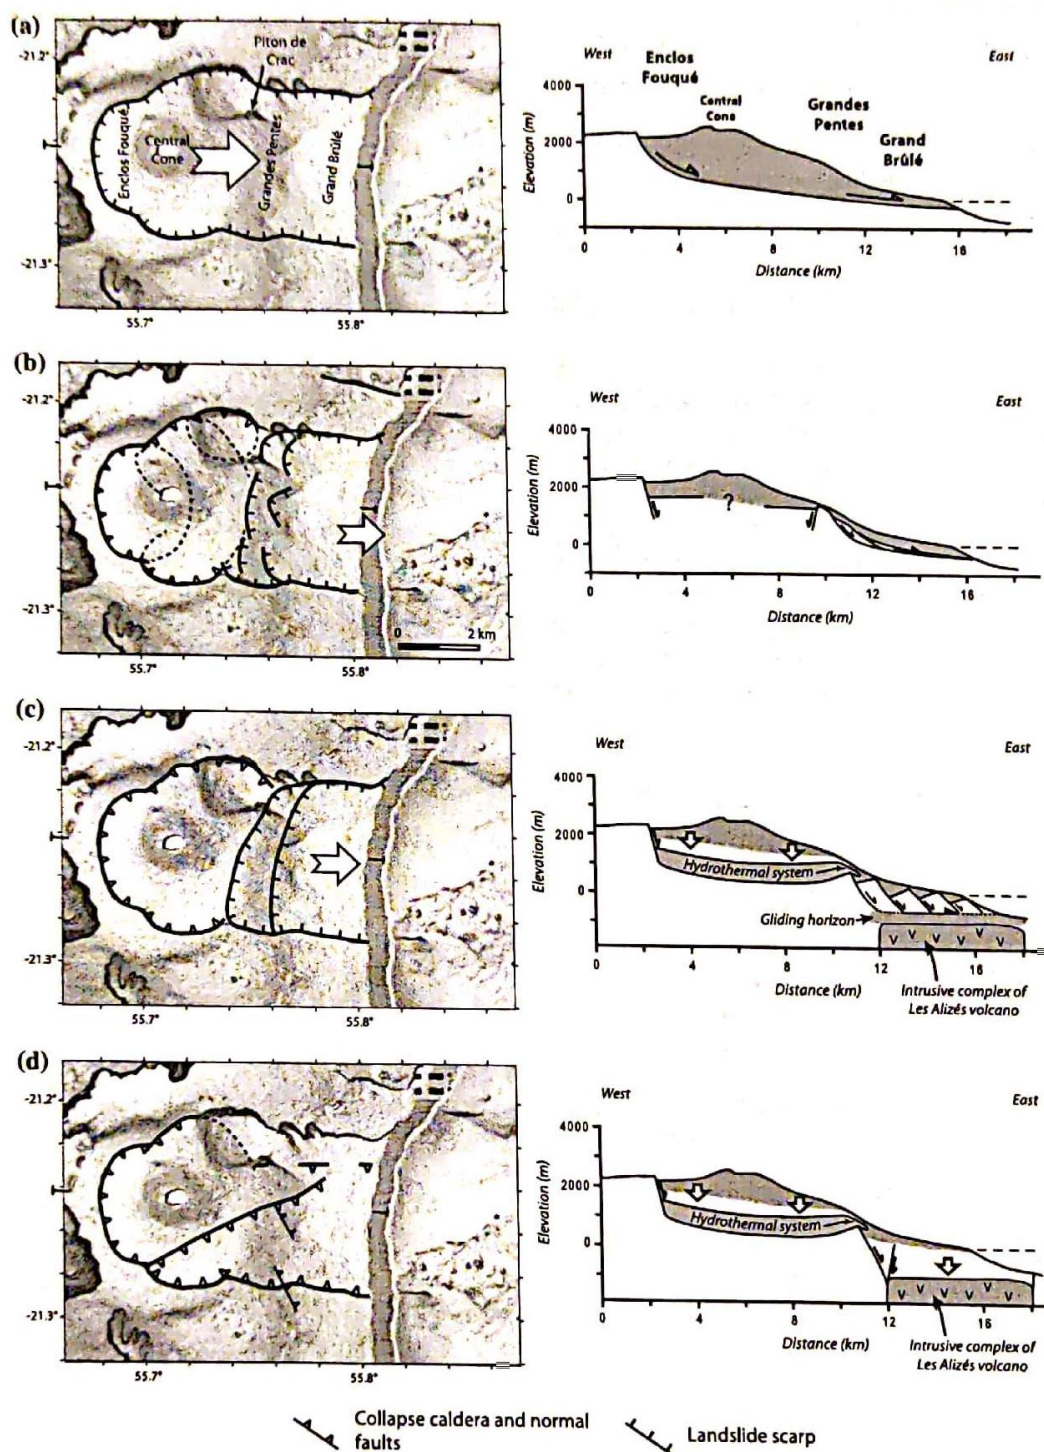 (a)
-21.2°
-21.3°
55.7°
55.8°
Piton de
Crac
Enclos Fouqué
Central
Cone
Grandes Pentes
Grand Brûlé
West
East
Enclos
Fouqué
Central
Cone
Grandes
Pentes
Grand
Brûlé
Elevation (m)
4000
2000
0
0
4
8
12
16
Distance (km)
(b)
-21.2°
-21.3°
55.7°
55.8°
0
2 km
West
East
Elevation (m)
4000
2000
0
?
0
4
8
12
16
(c)
-21.2°
-21.3°
55.7°
55.8°
West
East
Elevation (m)
4000
2000
0
Hydrothermal system
Gliding horizon
V V V V V
0
4
8
12
16
Distance (km)
Intrusive complex of
Les Alizés volcano
(d)
-21.2°
-21.3°
55.7°
55.8°
West
East
Elevation (m)
4000
2000
0
Hydrothermal system
V V V V V V
0
4
8
12
16
Distance (km)
Intrusive complex of
Les Alizés volcano
Collapse caldera and normal
faults
Landslide scarp